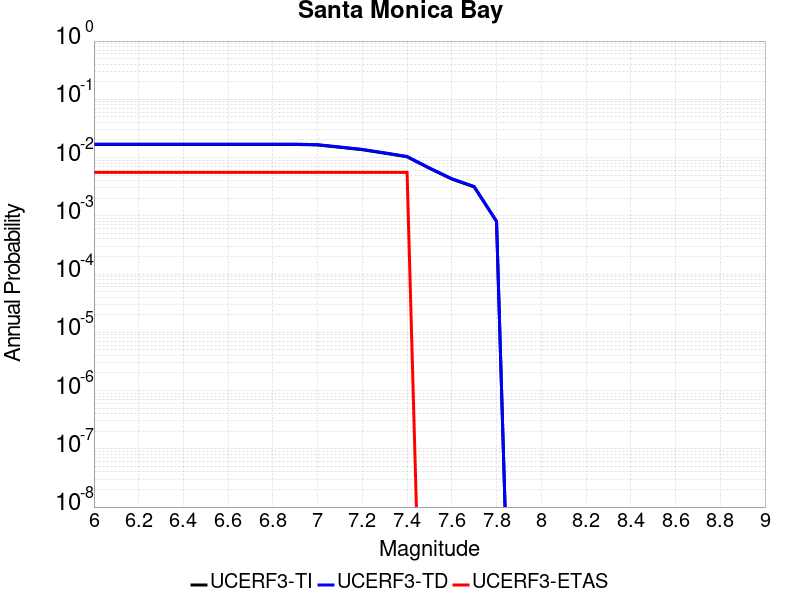 Santa Monica Bay
10^0
10^-1
10^-2
10^-3
10^-4
10^-5
10^-6
10^-7
10^-8
Annual Probability
6 6.2 6.4 6.6 6.8 7 7.2 7.4 7.6 7.8 8 8.2 8.4 8.6 8.8 9
Magnitude
UCERF3-TI UCERF3-TD UCERF3-ETAS